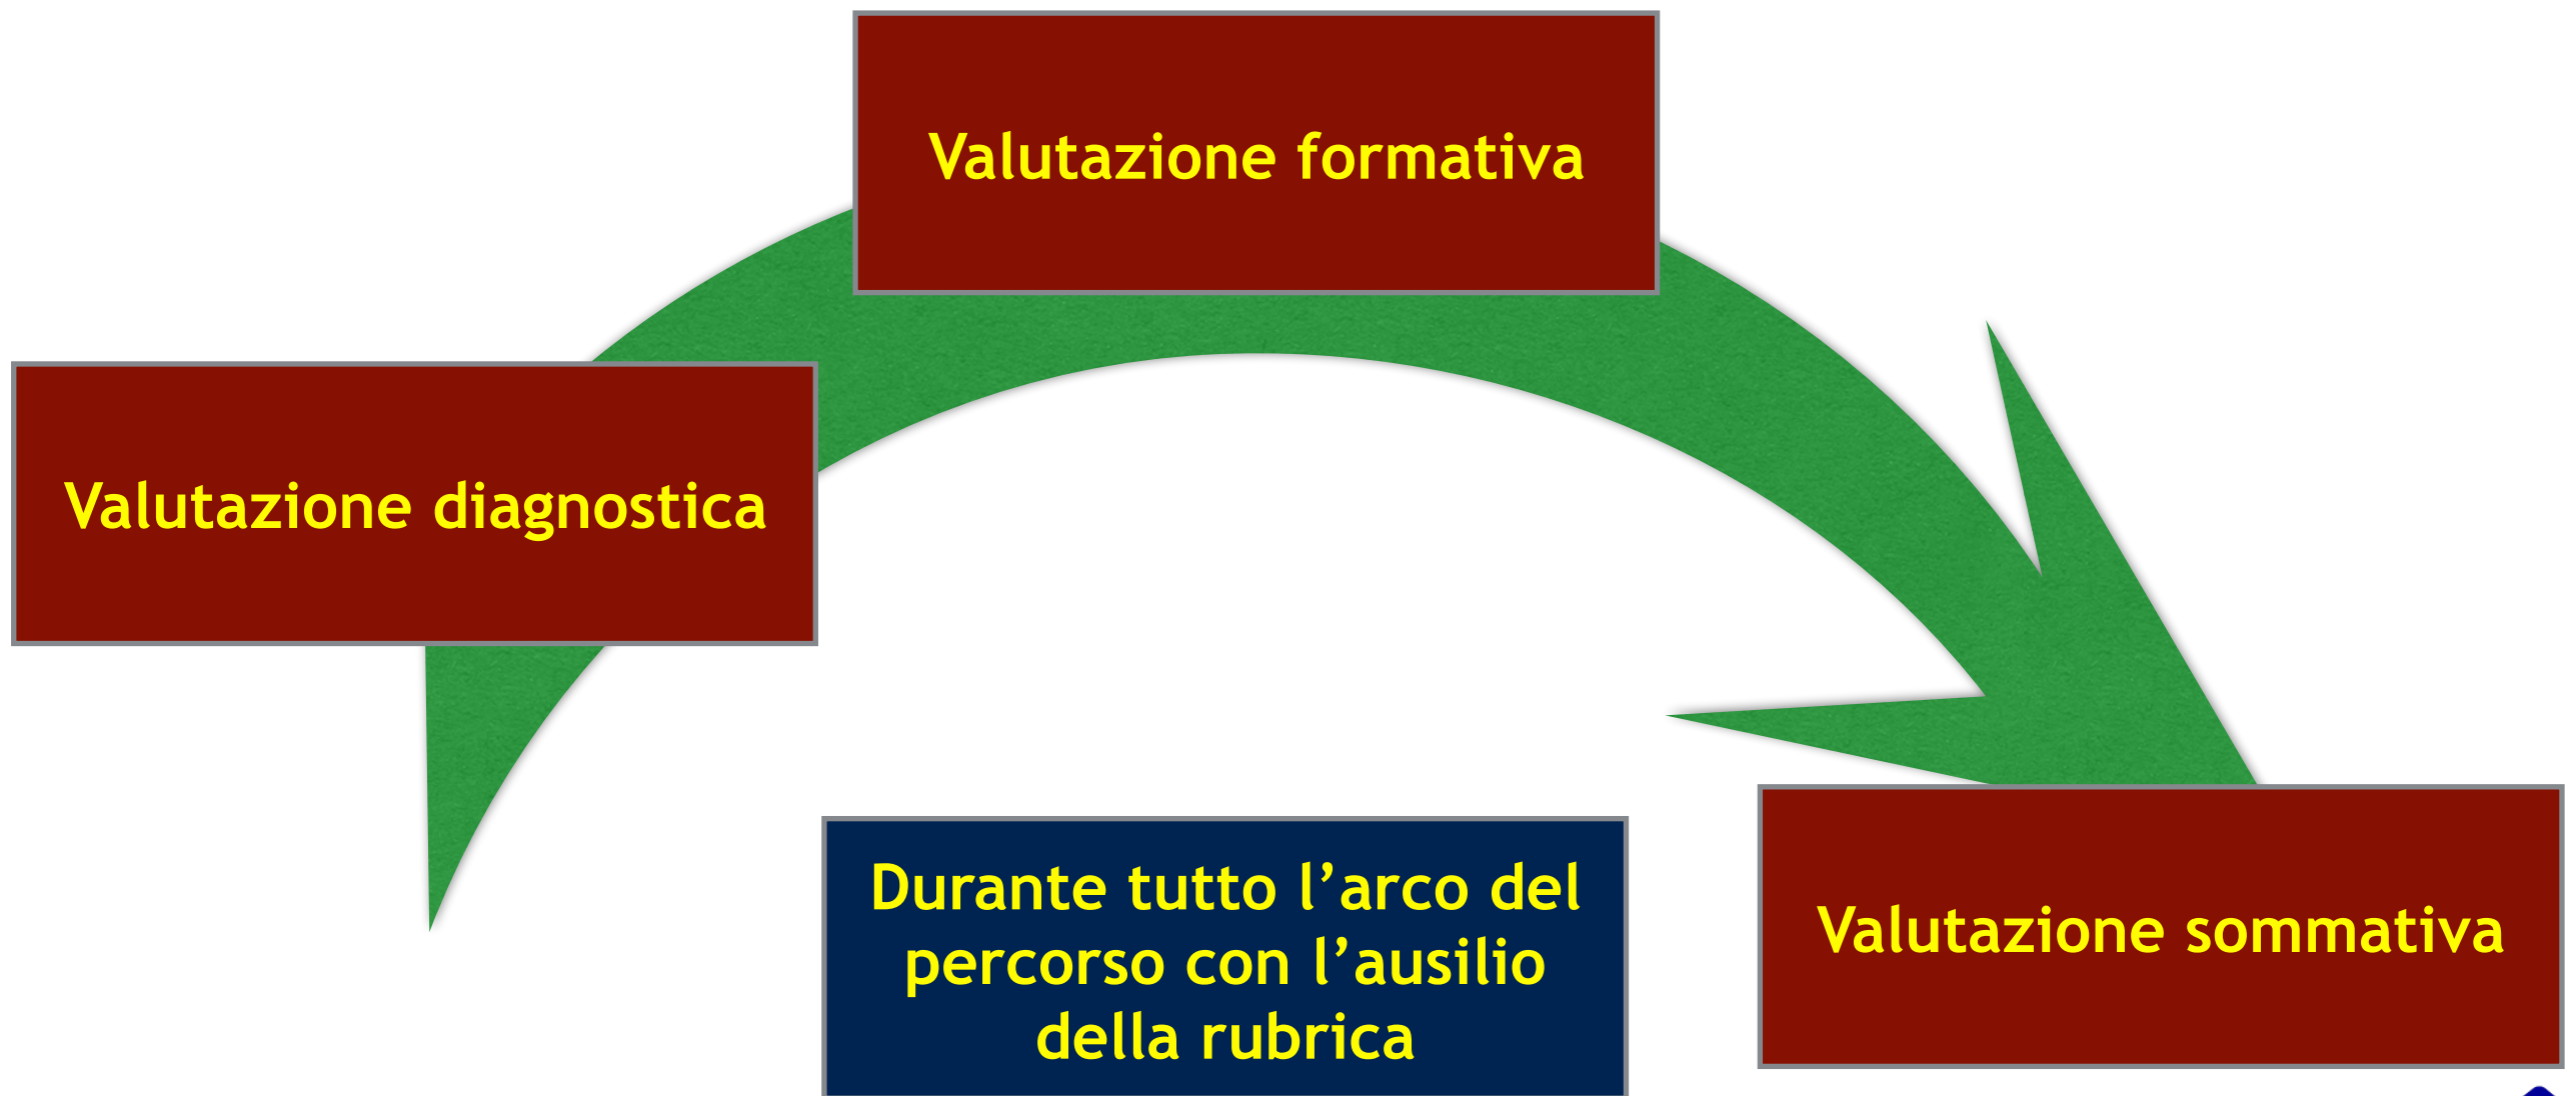 Valutazione formativa
Valutazione diagnostica
Durante tutto l’arco del
percorso con l’ausilio
della rubrica
Valutazione sommativa